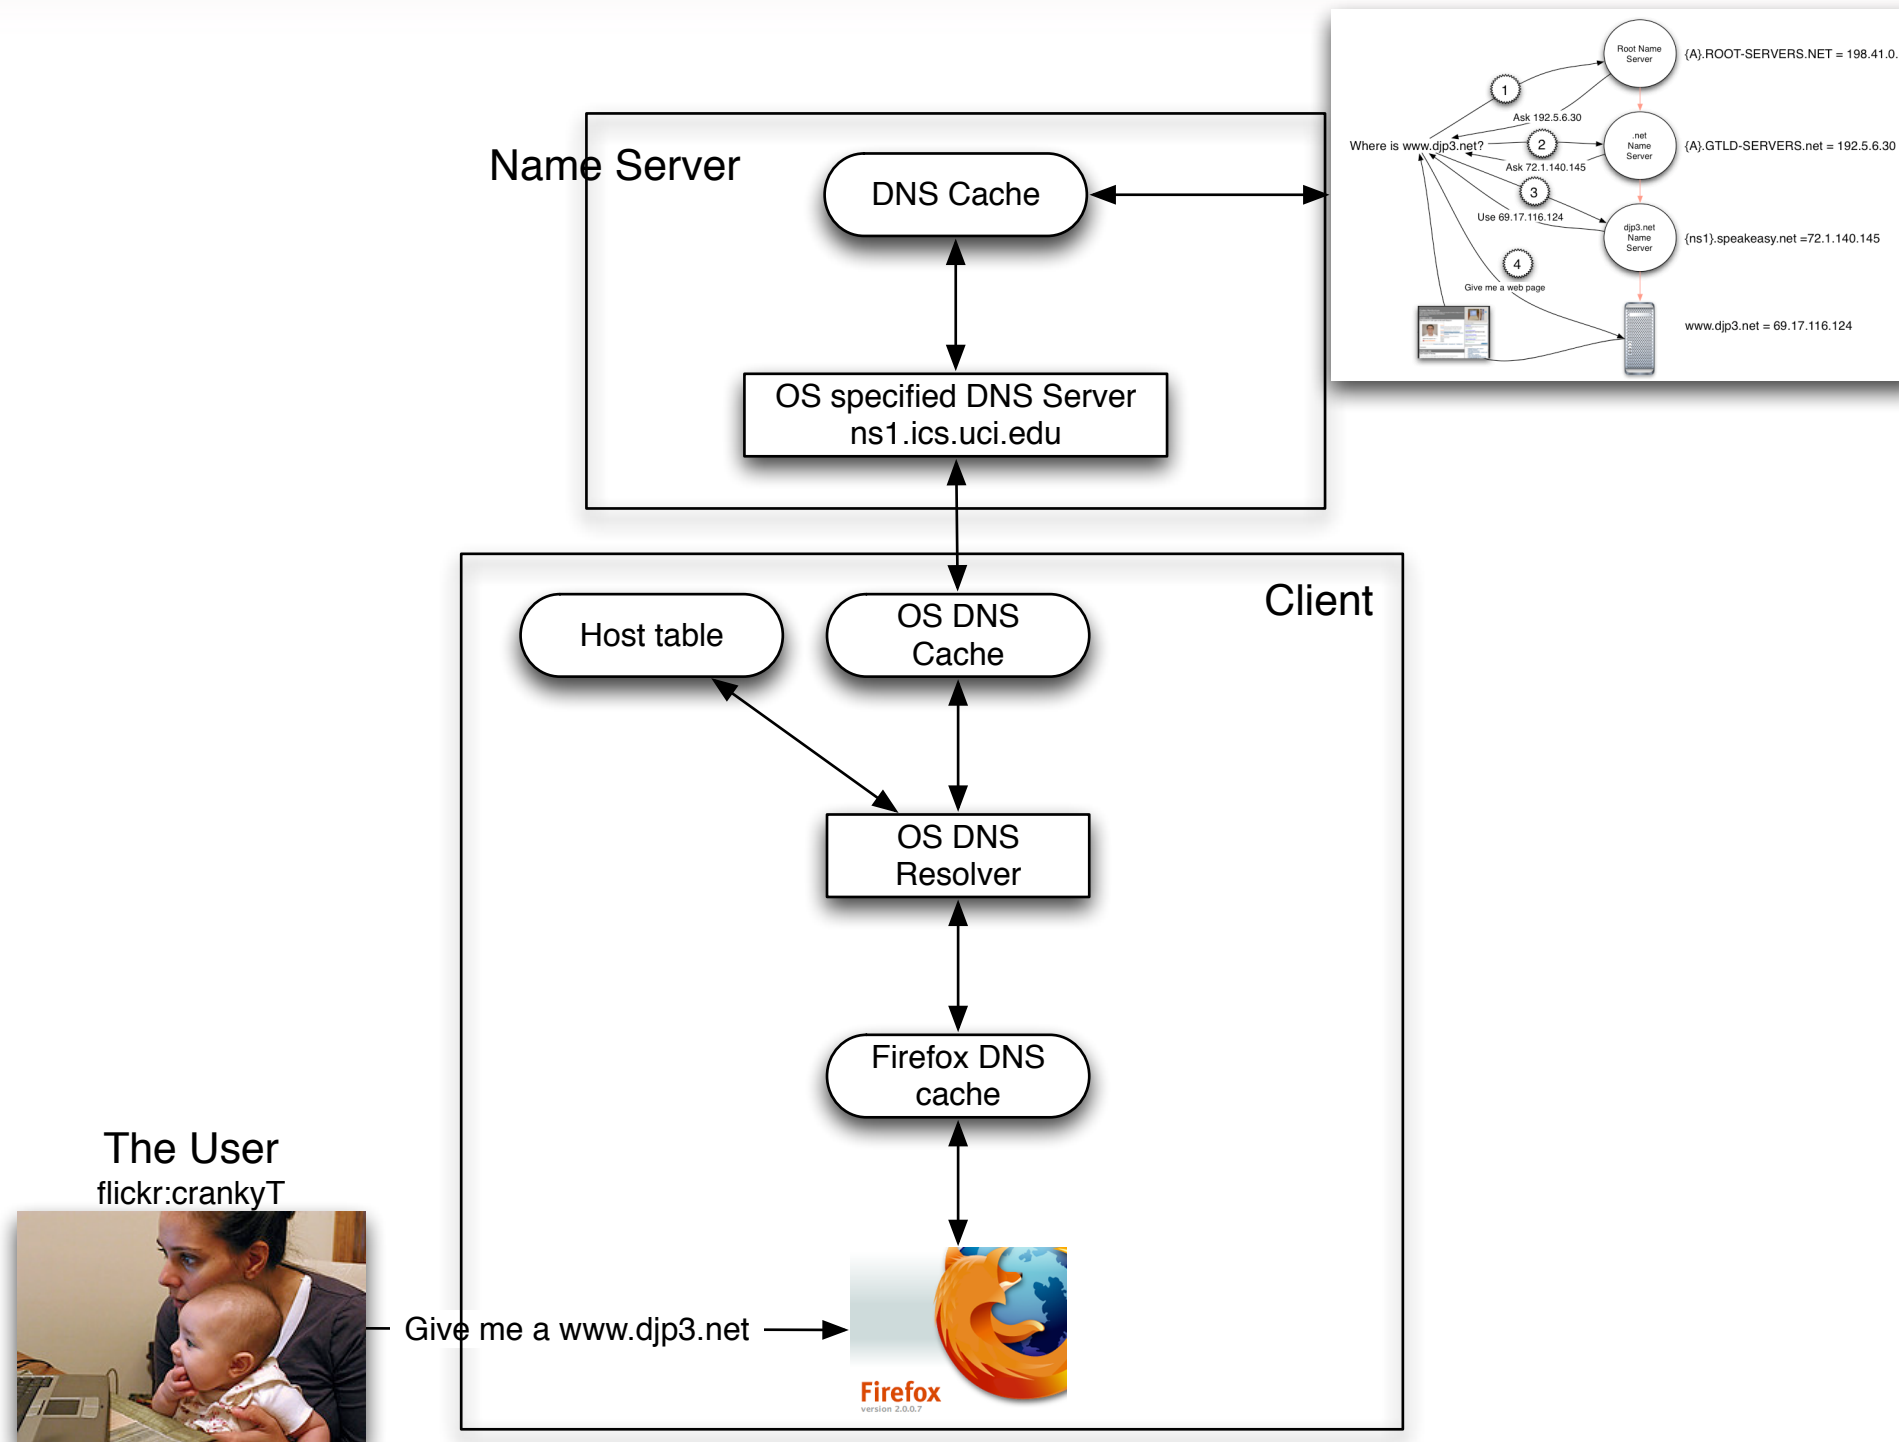 Root Name
Server
{A}.ROOT-SERVERS.NET = 198.41.0.
1
Ask 192.5.6.30
Where is www.djp3.net?
2
.net
Name
Server
{A}.GTLD-SERVERS.net = 192.5.6.30
Ask 72.1.140.145
3
Use 69.17.116.124
djp3.net
Name
Server
{ns1}.speakeasy.net =72.1.140.145
4
Give me a web page
www.djp3.net = 69.17.116.124
Name Server
DNS Cache
OS specified DNS Server
ns1.ics.uci.edu
Client
Host table
OS DNS
Cache
OS DNS
Resolver
Firefox DNS
cache
The User
flickr:crankyT
Give me a www.djp3.net
Firefox
version 2.0.0.7